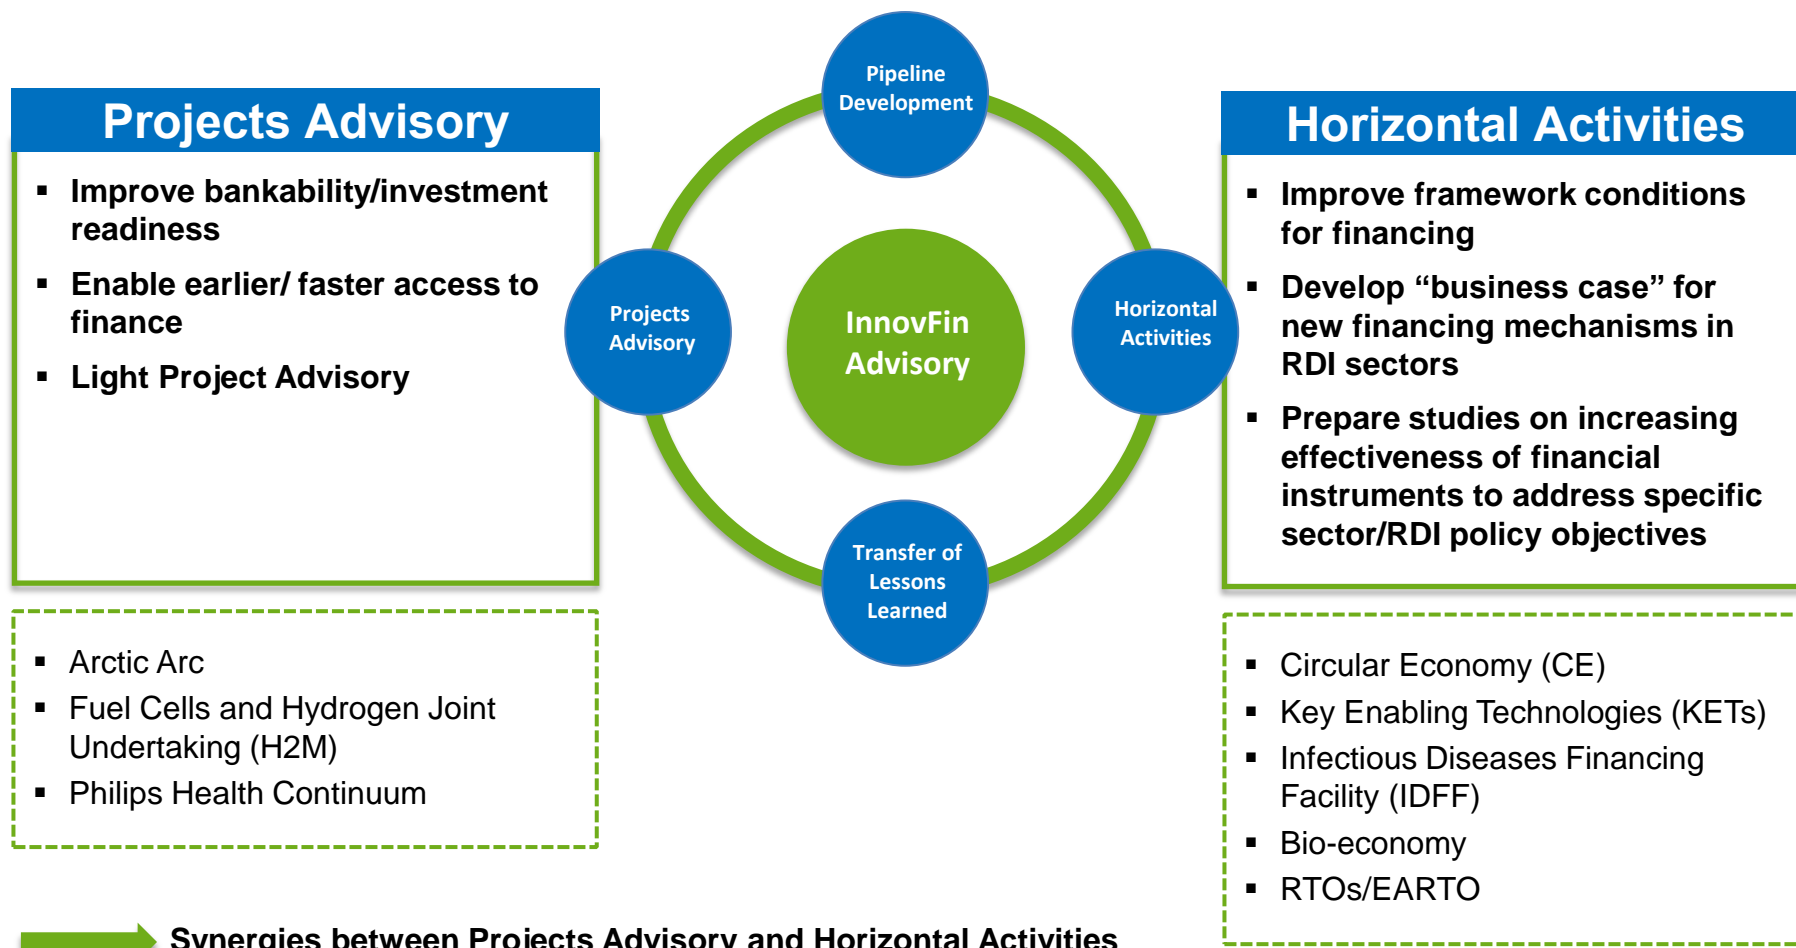 Projects Advisory
▪ Improve bankability/investment
readiness
▪ Enable earlier/ faster access to
finance
▪ Light Project Advisory
▪ Arctic Arc
▪ Fuel Cells and Hydrogen Joint
Undertaking (H2M)
▪ Philips Health Continuum
Pipeline
Development
Projects
Advisory
InnovFin
Advisory
Horizontal
Activities
Transfer of
Lessons
Learned
Horizontal Activities
▪ Improve framework conditions
for financing
▪ Develop “business case” for
new financing mechanisms in
RDI sectors
▪ Prepare studies on increasing
effectiveness of financial
instruments to address specific
sector/RDI policy objectives
▪ Circular Economy (CE)
▪ Key Enabling Technologies (KETs)
▪ Infectious Diseases Financing
Facility (IDFF)
▪ Bio-economy
▪ RTOs/EARTO
Synergies between Projects Advisory and Horizontal Activities